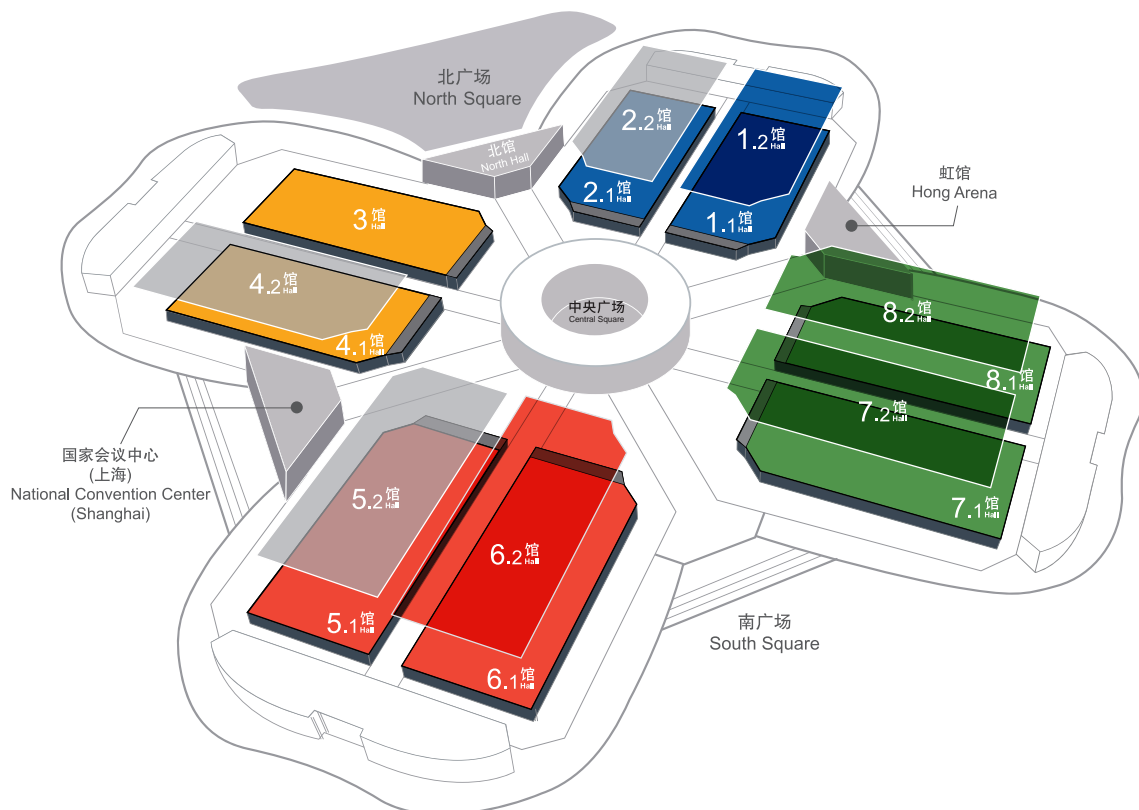 北广场
North Square
北馆
North Hall
2.2馆
Hall
1.2馆
Hall
2.1馆
Hall
1.1馆
Hall
虹馆
Hong Arena
3馆
Hall
4.2馆
Hall
4.1馆
Hall
中央广场
Central Square
8.2馆
Hall
8.1馆
Hall
7.2馆
Hall
7.1馆
Hall
国家会议中心
(上海)
National Convention Center
(Shanghai)
5.2馆
Hall
6.2馆
Hall
5.1馆
Hall
6.1馆
Hall
南广场
South Square